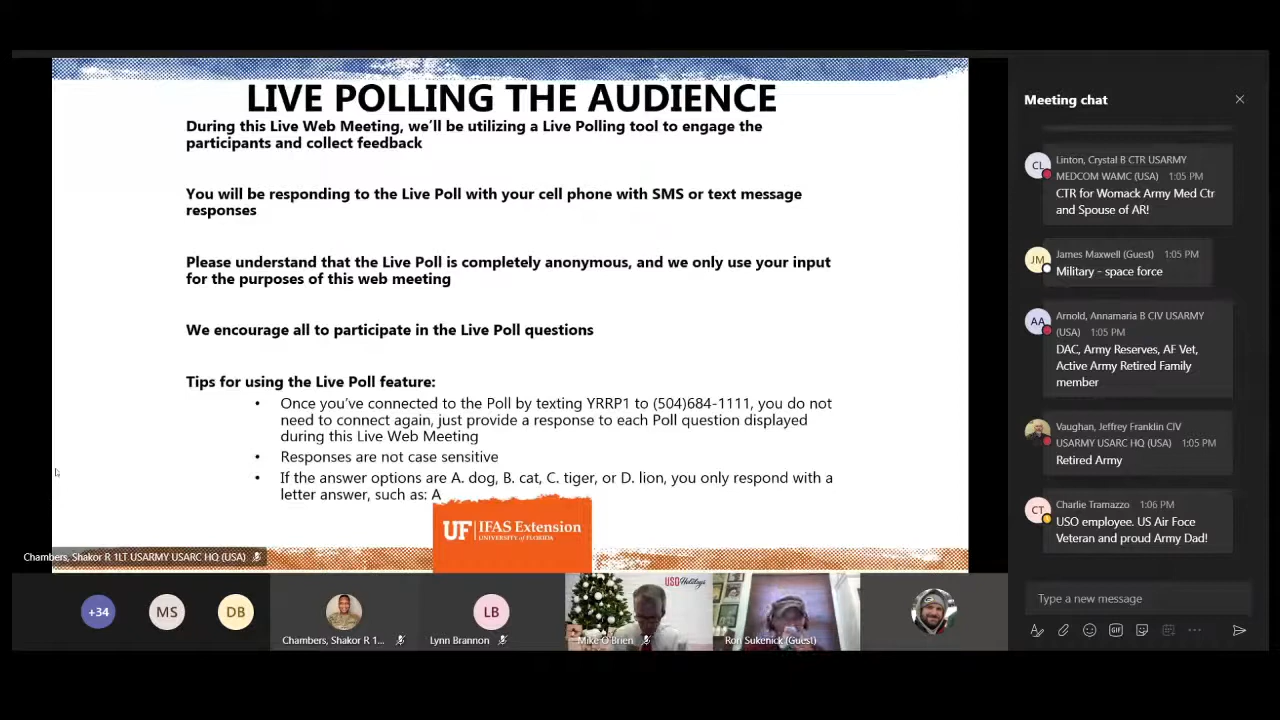 LIVE POLLING THE AUDIENCE
During this Live Web Meeting, we'll be utilizing a Live Polling tool to engage the
participants and collect feedback
You will be responding to the Live Poll with your cell phone with SMS or text message
responses
Please understand that the Live Poll is completely anonymous, and we only use your input
for the purposes of this web meeting
We encourage all to participate in the Live Poll questions
Tips for using the Live Poll feature:
• Once you've connected to the Poll by texting YRRP1 to (504)684-1111, you do not
need to connect again, just provide a response to each Poll question displayed
during this Live Web Meeting
• Responses are not case sensitive
• If the answer options are A. dog, B. cat, C. tiger, or D. lion, you only respond with a
letter answer, such as: A
UF IFAS Extension
UNIVERSITY of FLORIDA
Chambers, Shakor R 1LT USARMY USARC HQ (USA)
+34
MS
DB
Chambers, Shakor R 1...
LB
Lynn Brannon
USO Holidays
Mike O'Brien
Ron Sukenick (Guest)
Meeting chat
CL
Linton, Crystal B CTR USARMY
MEDCOM WAMC (USA) 1:05 PM
CTR for Womack Army Med Ctr
and Spouse of AR!
JM
James Maxwell (Guest) 1:05 PM
Military - space force
AA
Arnold, Annamaria B CIV USARMY
(USA) 1:05 PM
DAC, Army Reserves, AF Vet,
Active Army Retired Family
member
Vaughan, Jeffrey Franklin CIV
USARMY USARC HQ (USA) 1:05 PM
Retired Army
CT
Charlie Tramazzo 1:06 PM
USO employee. US Air Foce
Veteran and proud Army Dad!
Type a new message
GIF